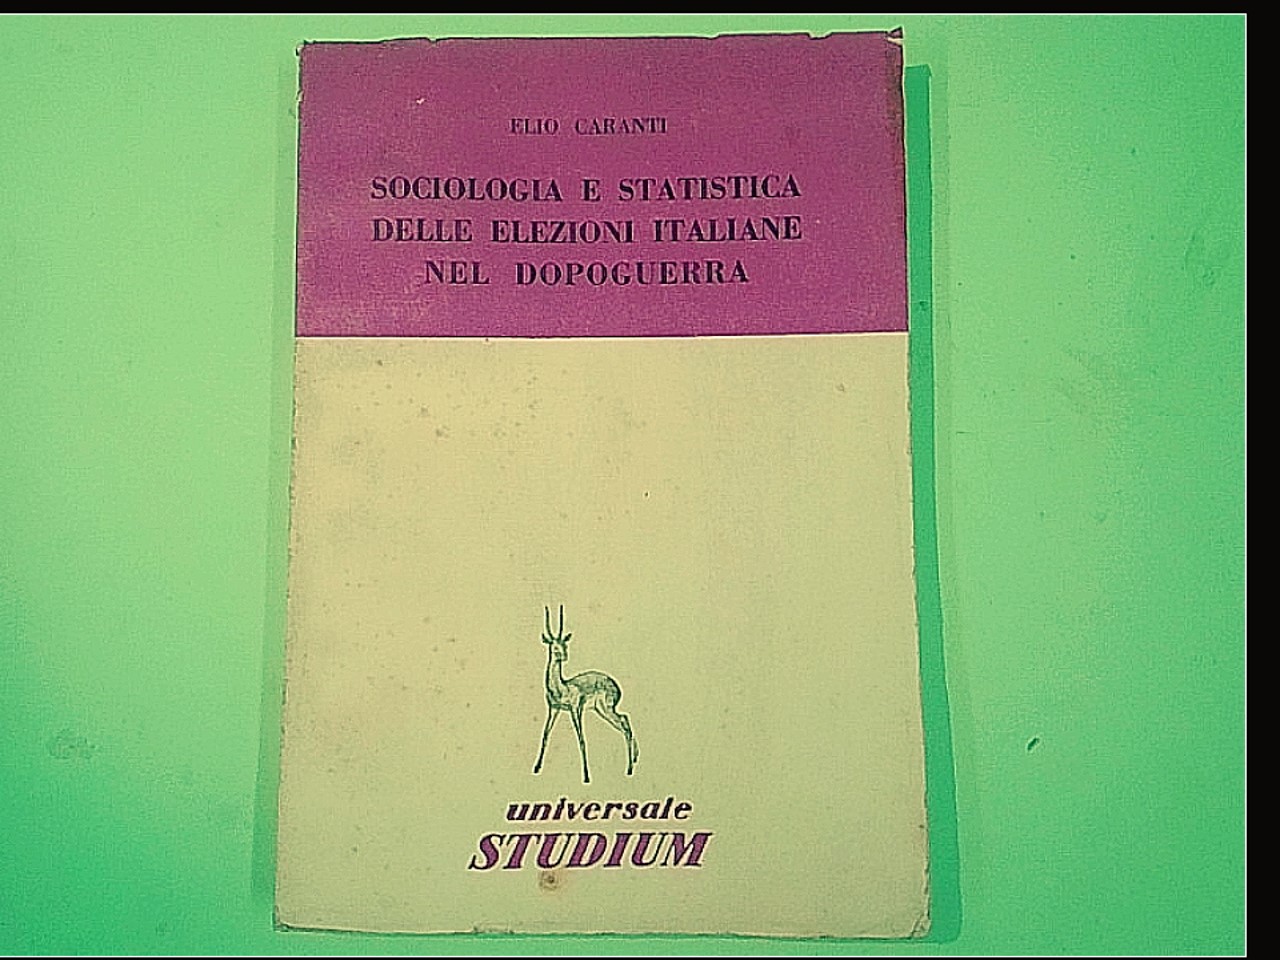 ELIO CARANTI
SOCIOLOGIA E STATISTICA
DELLE ELEZIONI ITALIANE
NEL DOPOGUERRA
universale
STUDIUM